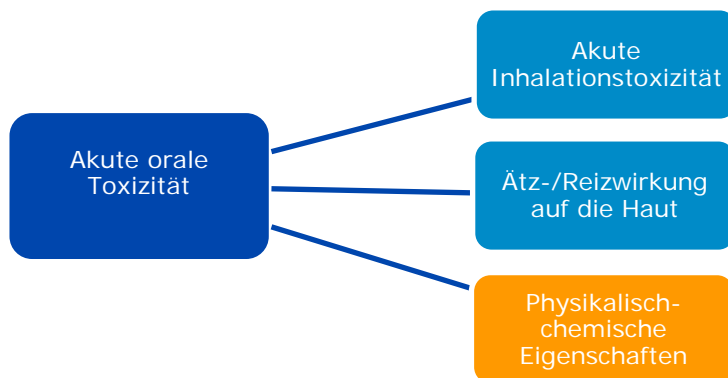 Akute
Inhalationstoxizität
Akute orale
Toxizität
Ätz-/Reizwirkung
auf die Haut
Physikalisch-
chemische
Eigenschaften